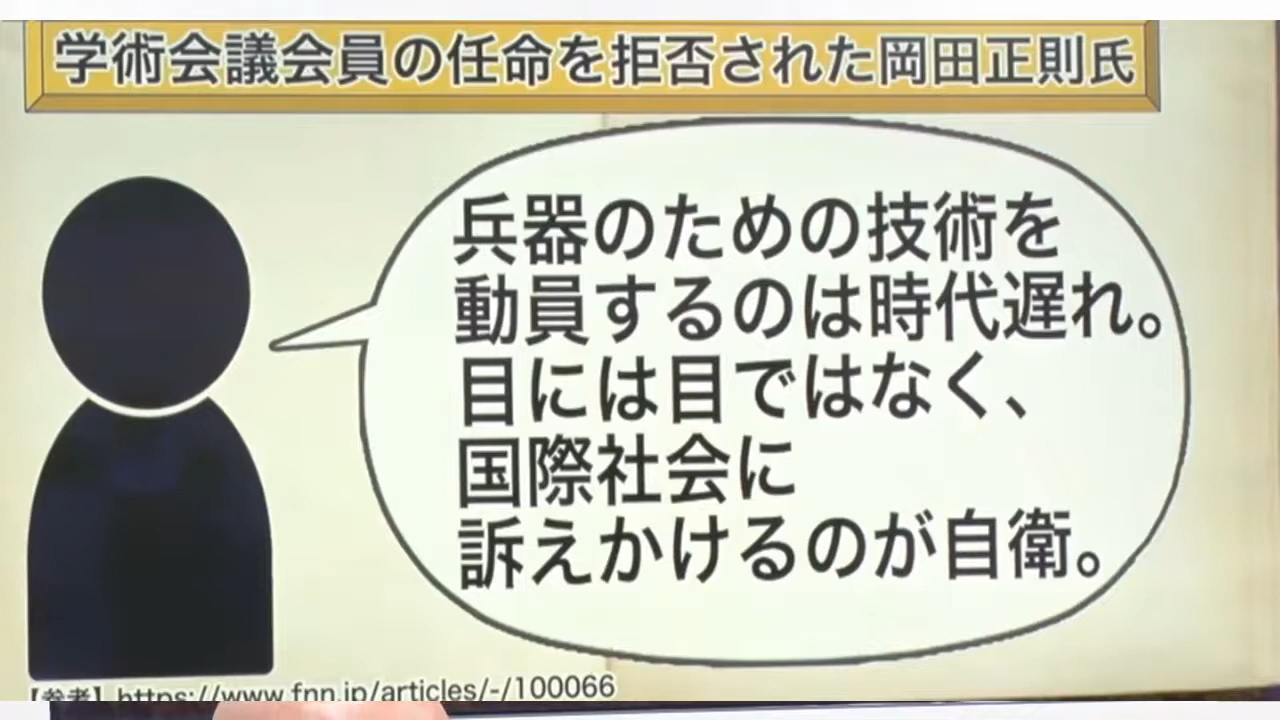 学術会議会員の任命を拒否された岡田正則氏
兵器のための技術を
動員するのは時代遅れ。
目には目ではなく、
国際社会に
訴えかけるのが自衛。
【参考】https://www.fnn.jp/articles/-/100066